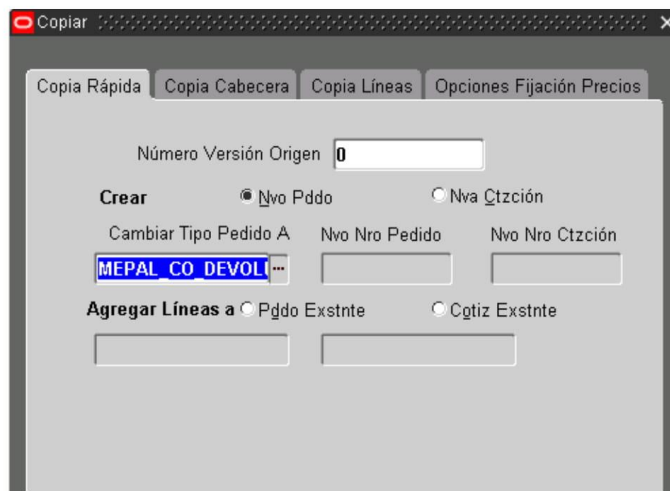 Copiar
Copia Rápida Copia Cabecera Copia Líneas Opciones Fijación Precios
Número Versión Origen 0
Crear Nvo Pddo Nva Ctzción
Cambiar Tipo Pedido A Nvo Nro Pedido Nvo Nro Ctzción
MEPAL_CO_DEVOL ...
Agregar Líneas a Pddo Exstnte Cotiz Exstnte